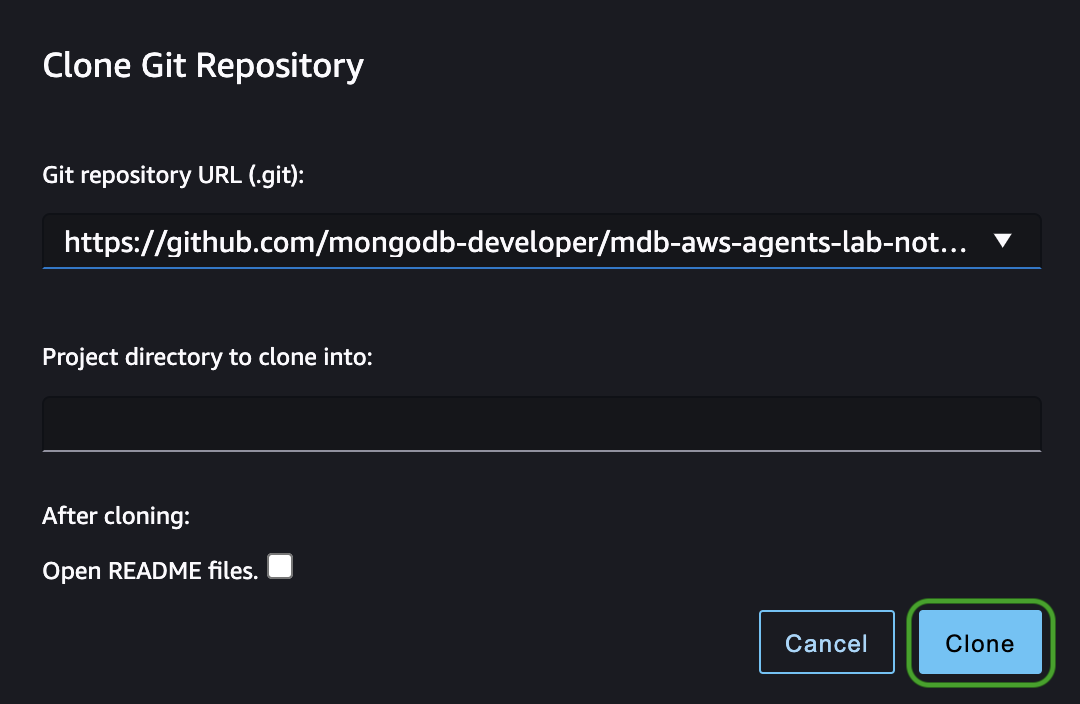 Clone Git Repository
Git repository URL (.git):
https://github.com/mongodb-developer/mdb-aws-agents-lab-not...
Project directory to clone into:
After cloning:
Open README files.
Cancel
Clone